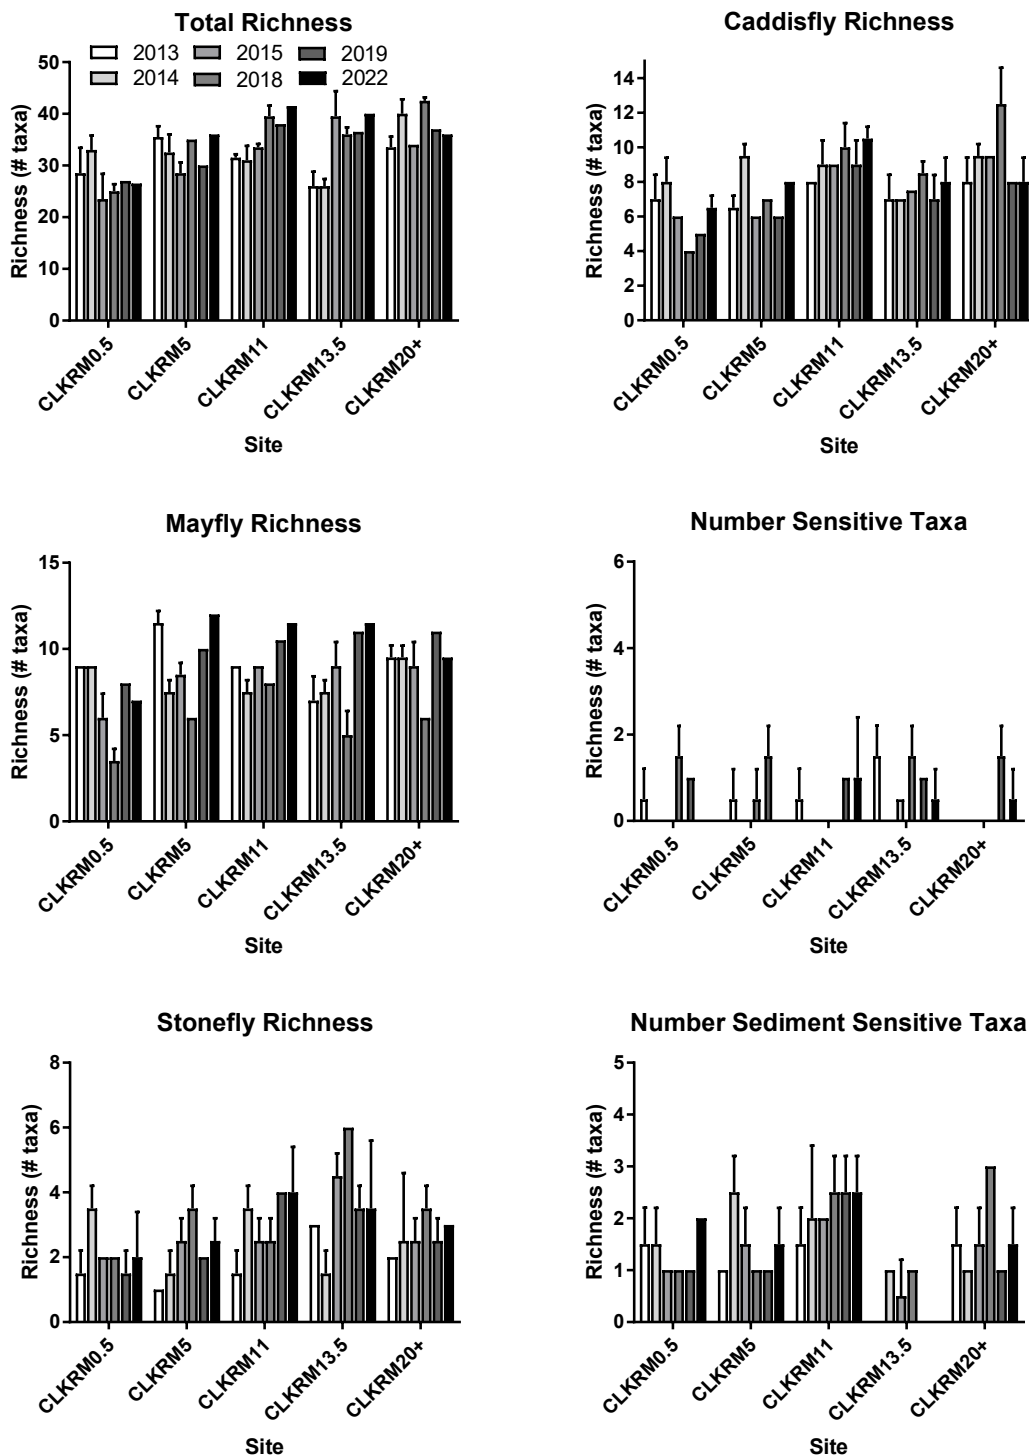 Total Richness
2013 2015 2019
2014 2018 2022
Richness (# taxa)
50
40
30
20
10
0
CLKRM0.5
CLKRM5
CLKRM11
CLKRM13.5
CLKRM20+
Site
Caddisfly Richness
Richness (# taxa)
14
12
10
8
6
4
2
0
CLKRM0.5
CLKRM5
CLKRM11
CLKRM13.5
CLKRM20+
Site
Mayfly Richness
Richness (# taxa)
15
10
5
0
CLKRM0.5
CLKRM5
CLKRM11
CLKRM13.5
CLKRM20+
Site
Number Sensitive Taxa
Richness (# taxa)
6
4
2
0
CLKRM0.5
CLKRM5
CLKRM11
CLKRM13.5
CLKRM20+
Site
Stonefly Richness
Richness (# taxa)
8
6
4
2
0
CLKRM0.5
CLKRM5
CLKRM11
CLKRM13.5
CLKRM20+
Site
Number Sediment Sensitive Taxa
Richness (# taxa)
5
4
3
2
1
0
CLKRM0.5
CLKRM5
CLKRM11
CLKRM13.5
CLKRM20+
Site